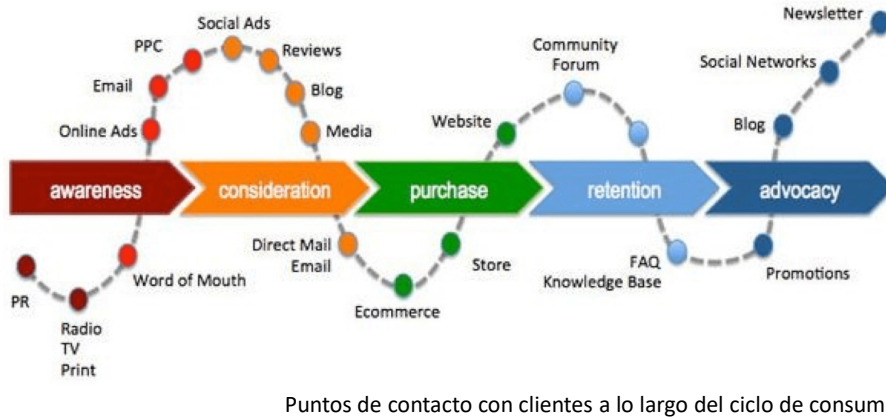 Social Ads
Newsletter
PPC
Reviews
Community
Forum
Social Networks
Email
Blog
Online Ads
Media
Website
Blog
awareness
consideration
purchase
retention
advocacy
Direct Mail
Email
Store
FAQ
Knowledge Base
Promotions
Word of Mouth
PR
Ecommerce
Radio
TV
Print
Puntos de contacto con clientes a lo largo del ciclo de consum